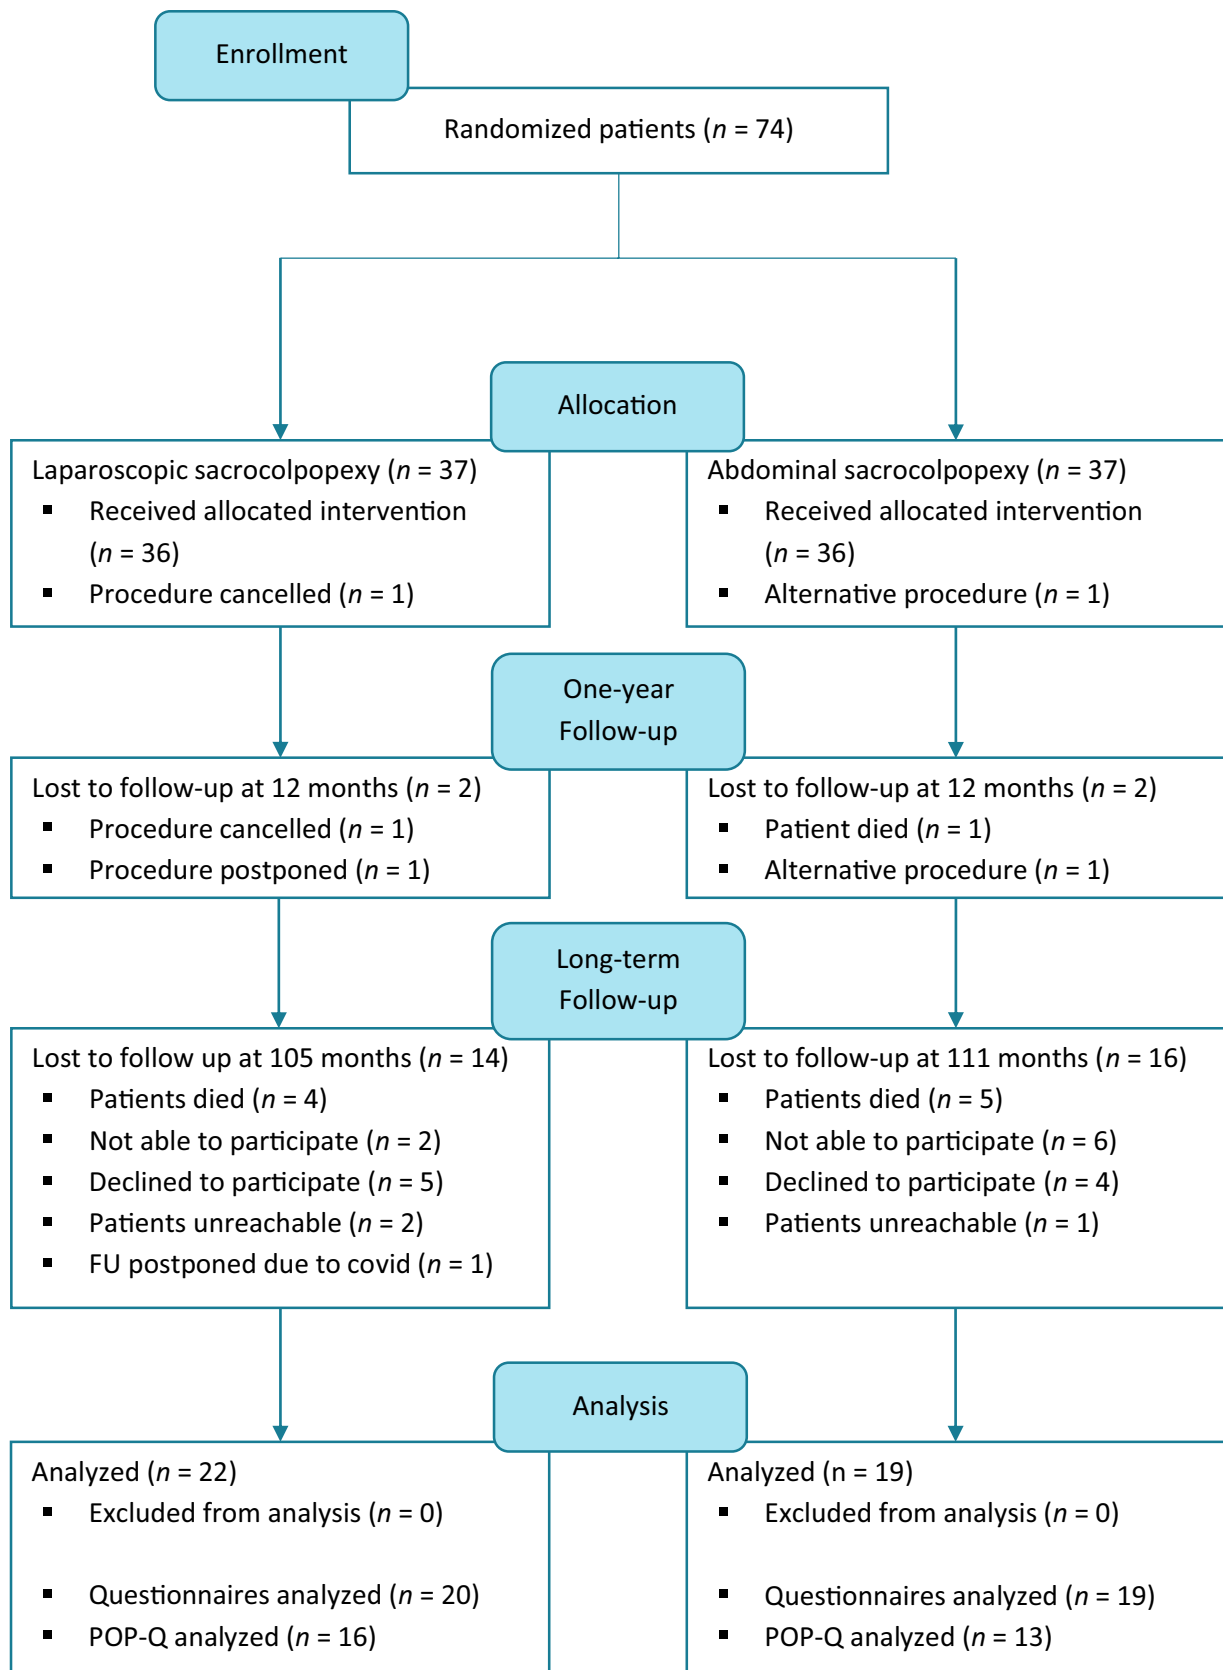 Enrollment
Randomized patients (n = 74)
Allocation
Laparoscopic sacrocolpopexy (n = 37)
▪ Received allocated intervention
(n = 36)
▪ Procedure cancelled (n = 1)
Abdominal sacrocolpopexy (n = 37)
▪ Received allocated intervention
(n = 36)
▪ Alternative procedure (n = 1)
One-year
Follow-up
Lost to follow-up at 12 months (n = 2)
▪ Procedure cancelled (n = 1)
▪ Procedure postponed (n = 1)
Lost to follow-up at 12 months (n = 2)
▪ Patient died (n = 1)
▪ Alternative procedure (n = 1)
Long-term
Follow-up
Lost to follow up at 105 months (n = 14)
▪ Patients died (n = 4)
▪ Not able to participate (n = 2)
▪ Declined to participate (n = 5)
▪ Patients unreachable (n = 2)
▪ FU postponed due to covid (n = 1)
Lost to follow-up at 111 months (n = 16)
▪ Patients died (n = 5)
▪ Not able to participate (n = 6)
▪ Declined to participate (n = 4)
▪ Patients unreachable (n = 1)
Analysis
Analyzed (n = 22)
▪ Excluded from analysis (n = 0)
▪ Questionnaires analyzed (n = 20)
▪ POP-Q analyzed (n = 16)
Analyzed (n = 19)
▪ Excluded from analysis (n = 0)
▪ Questionnaires analyzed (n = 19)
▪ POP-Q analyzed (n = 13)